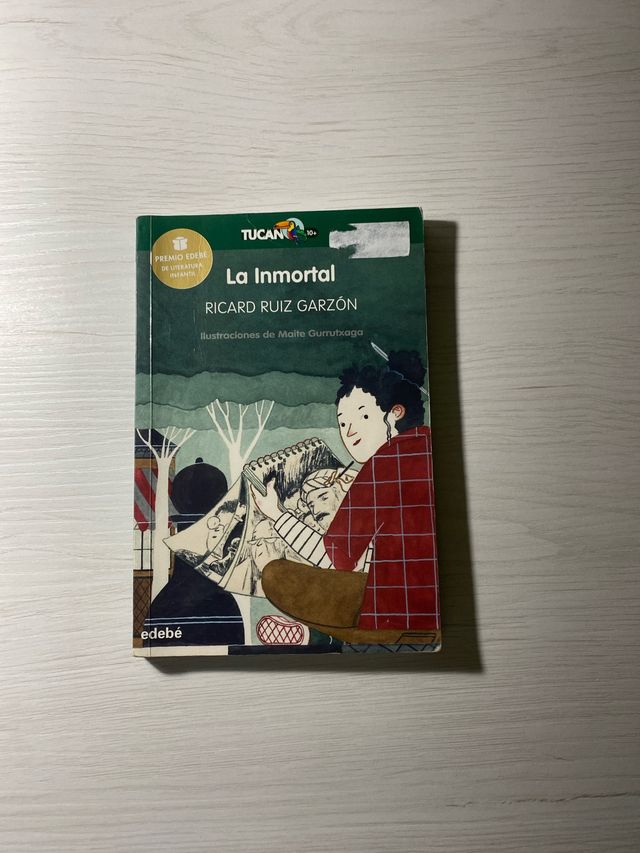 TUCAN 10+
PREMIO EDEBÉ
DE LITERATURA
INFANTIL
La Inmortal
RICARD RUIZ GARZÓN
Ilustraciones de Maite Gurrutxaga
edebé